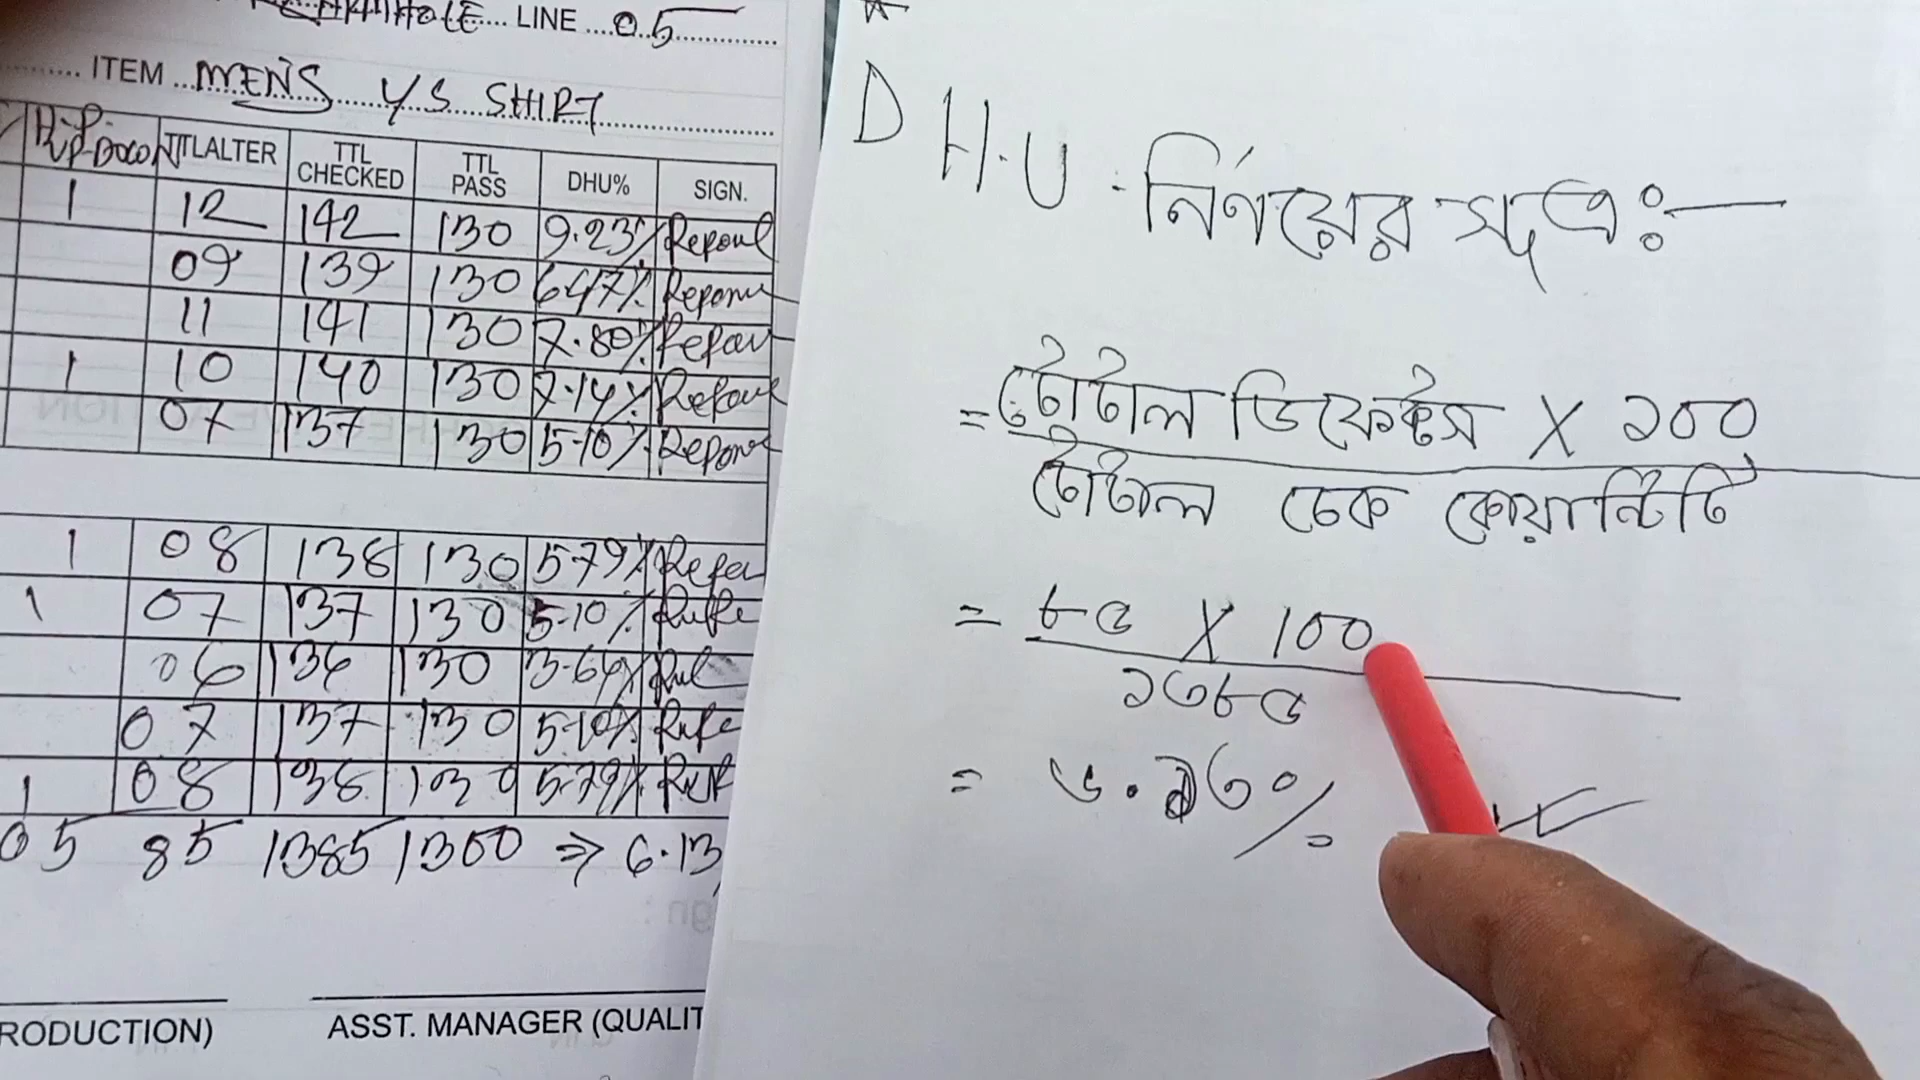 LINE ....05
ITEM ..MENS Y/S SHIRT
TTLALTER TTL CHECKED TTL PASS DHU% SIGN.
1 12 142 130 9.23%
09 139 130 6.47%
11 141 130 7.80%
1 10 140 130 7.14%
07 137 130 5.10%
1 08 138 130 5.79%
1 07 137 130 5.10%
06 136 130
07 137 130 5.10%
1 08 138 130 5.79%
05 85 1385 1300 ⇒ 6.13
RODUCTION) ASST. MANAGER (QUALIT
D H.U. নির্ণয়ের সূত্র ঃ—
= টোটাল ডিফেক্টস X ১০০
টোটাল চেক কোয়ান্টিটি
= ৮৫ X 100
১৩৮৫
= ৬.১৩%